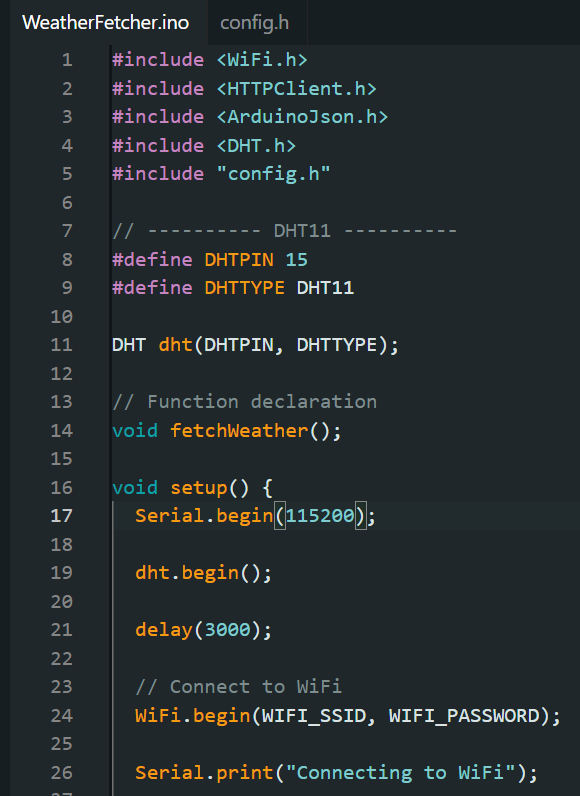 WeatherFetcher.ino config.h
1 #include <WiFi.h>
2 #include <HTTPClient.h>
3 #include <ArduinoJson.h>
4 #include <DHT.h>
5 #include "config.h"
6
7 // ---------- DHT11 ----------
8 #define DHTPIN 15
9 #define DHTTYPE DHT11
10
11 DHT dht(DHTPIN, DHTTYPE);
12
13 // Function declaration
14 void fetchWeather();
15
16 void setup() {
17   Serial.begin(115200);
18
19   dht.begin();
20
21   delay(3000);
22
23   // Connect to WiFi
24   WiFi.begin(WIFI_SSID, WIFI_PASSWORD);
25
26   Serial.print("Connecting to WiFi");